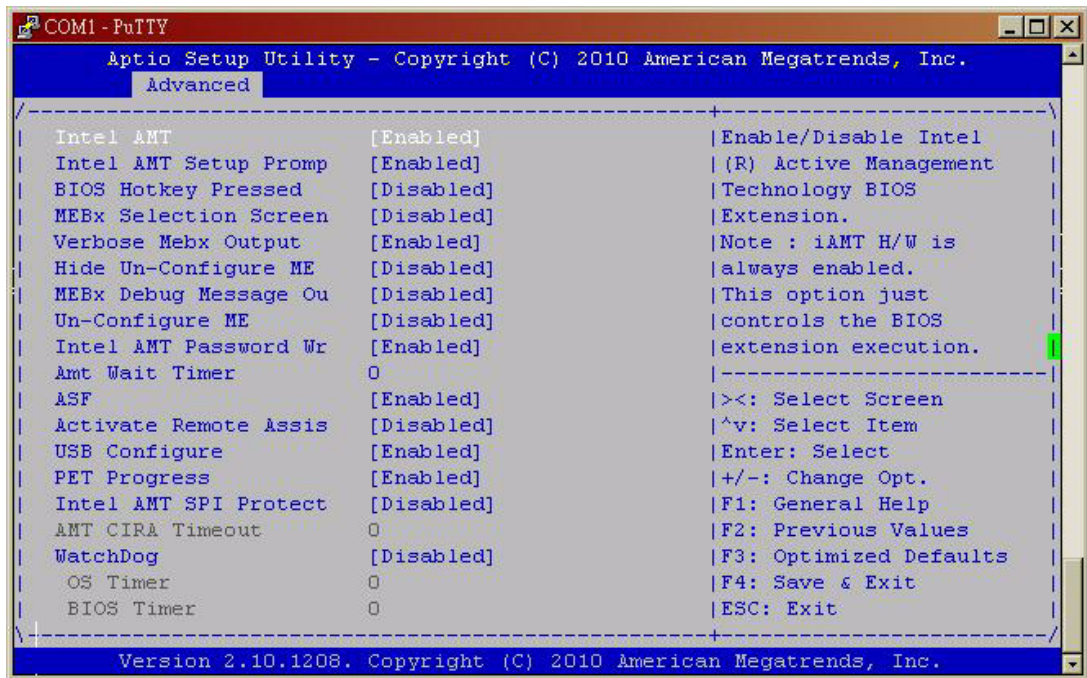 COM1 - PuTTY
Aptio Setup Utility - Copyright (C) 2010 American Megatrends, Inc.
Advanced
/------------------------------------------------------+--------------------------\
| Intel AMT [Enabled] |Enable/Disable Intel |
| Intel AMT Setup Promp [Enabled] |(R) Active Management |
| BIOS Hotkey Pressed [Disabled] |Technology BIOS |
| MEBx Selection Screen [Disabled] |Extension. |
| Verbose Mebx Output [Enabled] |Note : iAMT H/W is |
| Hide Un-Configure ME [Disabled] |always enabled. |
| MEBx Debug Message Ou [Disabled] |This option just |
| Un-Configure ME [Disabled] |controls the BIOS |
| Intel AMT Password Wr [Enabled] |extension execution. |
| Amt Wait Timer 0 |--------------------------|
| ASF [Enabled] |><: Select Screen |
| Activate Remote Assis [Disabled] |^v: Select Item |
| USB Configure [Enabled] |Enter: Select |
| PET Progress [Enabled] |+/-: Change Opt. |
| Intel AMT SPI Protect [Disabled] |F1: General Help |
| AMT CIRA Timeout 0 |F2: Previous Values |
| WatchDog [Disabled] |F3: Optimized Defaults |
| OS Timer 0 |F4: Save & Exit |
| BIOS Timer 0 |ESC: Exit |
\------------------------------------------------------+--------------------------/
Version 2.10.1208. Copyright (C) 2010 American Megatrends, Inc.